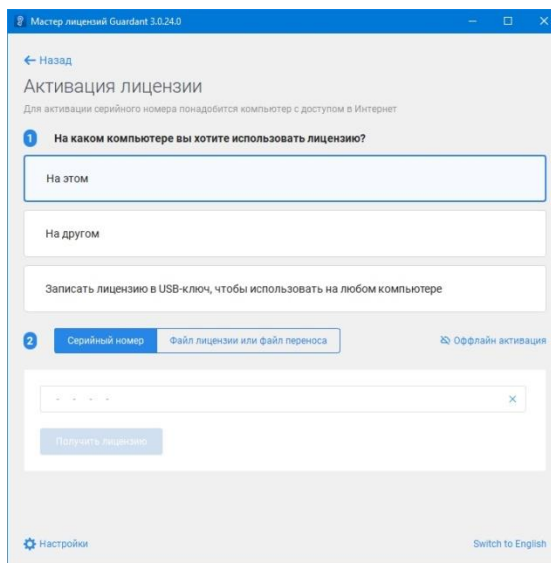 Мастер лицензий Guardant 3.0.24.0
Назад
Активация лицензии
Для активации серийного номера понадобится компьютер с доступом в Интернет
1 На каком компьютере вы хотите использовать лицензию?
На этом
На другом
Записать лицензию в USB-ключ, чтобы использовать на любом компьютере
2 Серийный номер Файл лицензии или файл переноса Оффлайн активация
- - - -
Получить лицензию
Настройки Switch to English